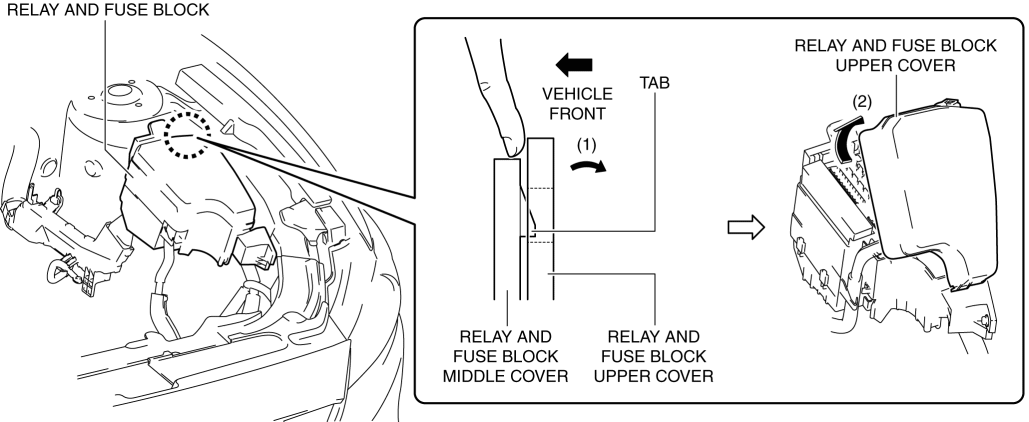 RELAY AND FUSE BLOCK
VEHICLE
FRONT
TAB
(1)
RELAY AND
FUSE BLOCK
MIDDLE COVER
RELAY AND
FUSE BLOCK
UPPER COVER
RELAY AND FUSE BLOCK
UPPER COVER
(2)